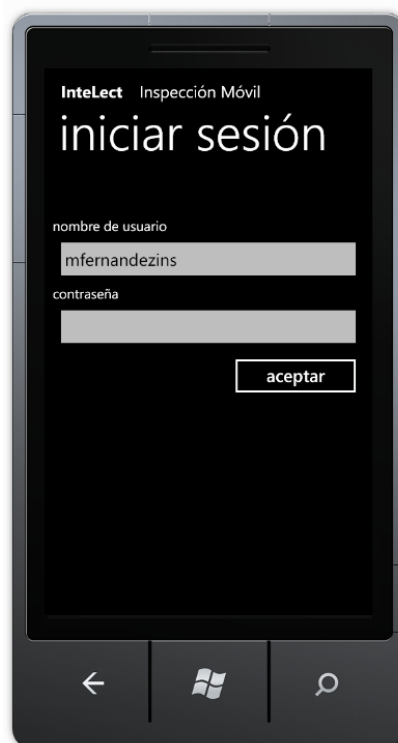 InteLect Inspección Móvil
iniciar sesión
nombre de usuario
mfernandezins
contraseña
aceptar